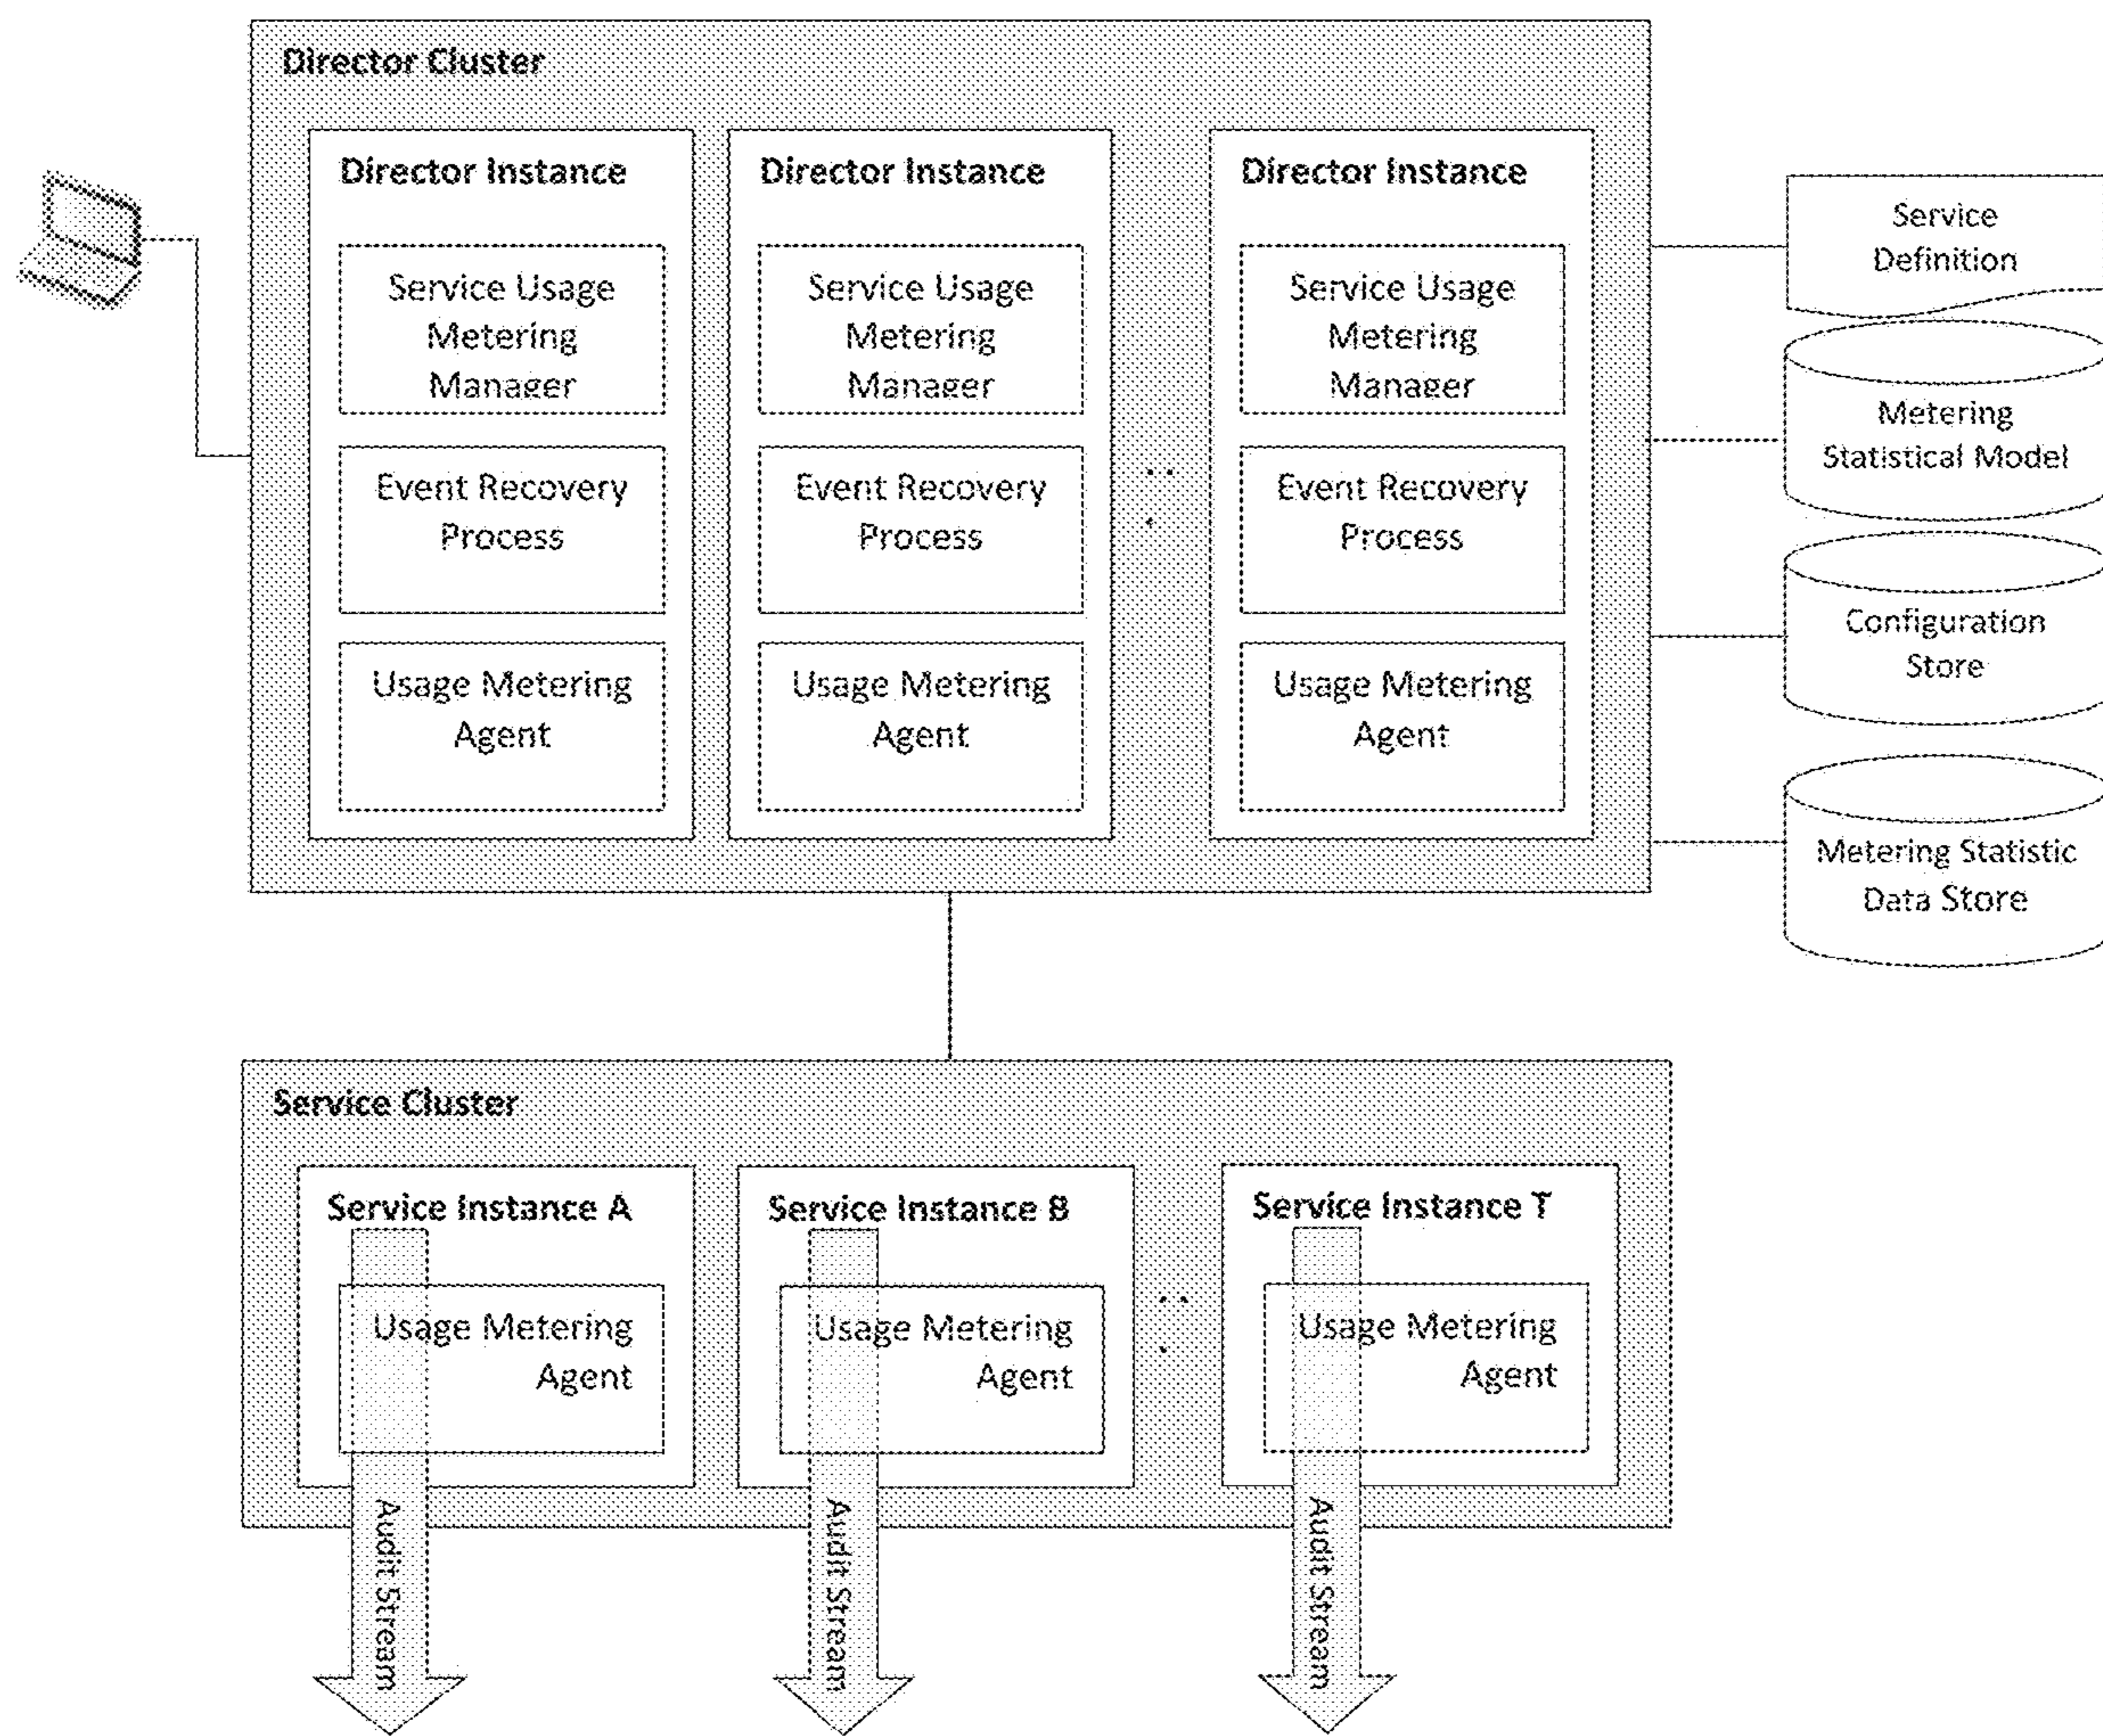 Director Cluster
Director Instance
Service Usage
Metering
Manager
Event Recovery
Process
Usage Metering
Agent
Director Instance
Service Usage
Metering
Manager
Event Recovery
Process
Usage Metering
Agent
Director Instance
Service Usage
Metering
Manager
Event Recovery
Process
Usage Metering
Agent
Service
Definition
Metering
Statistical Model
Configuration
Store
Metering Statistic
Data Store
Service Cluster
Service Instance A
Usage Metering
Agent
Audit Stream
Service Instance B
Usage Metering
Agent
Audit Stream
Service Instance T
Usage Metering
Agent
Audit Stream